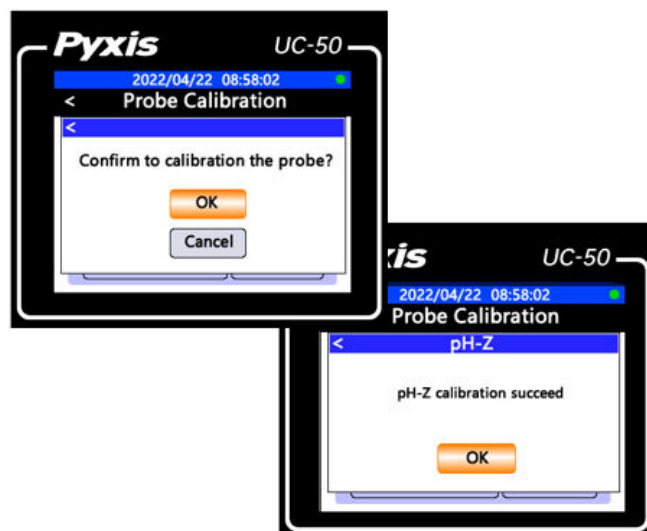 Pyxis UC-50
2022/04/22 08:58:02
< Probe Calibration
<
Confirm to calibration the probe?
OK
Cancel
xis UC-50
2022/04/22 08:58:02
Probe Calibration
< pH-Z
pH-Z calibration succeed
OK